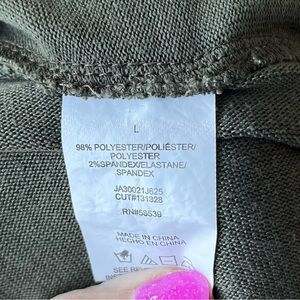 L
98% POLYESTER/POLIÉSTER/
POLYESTER
2%SPANDEX/ELASTANE/
SPANDEX
JA30021J625
CUT#131328
RN#58539
MADE IN CHINA
HECHO EN CHINA
SEE